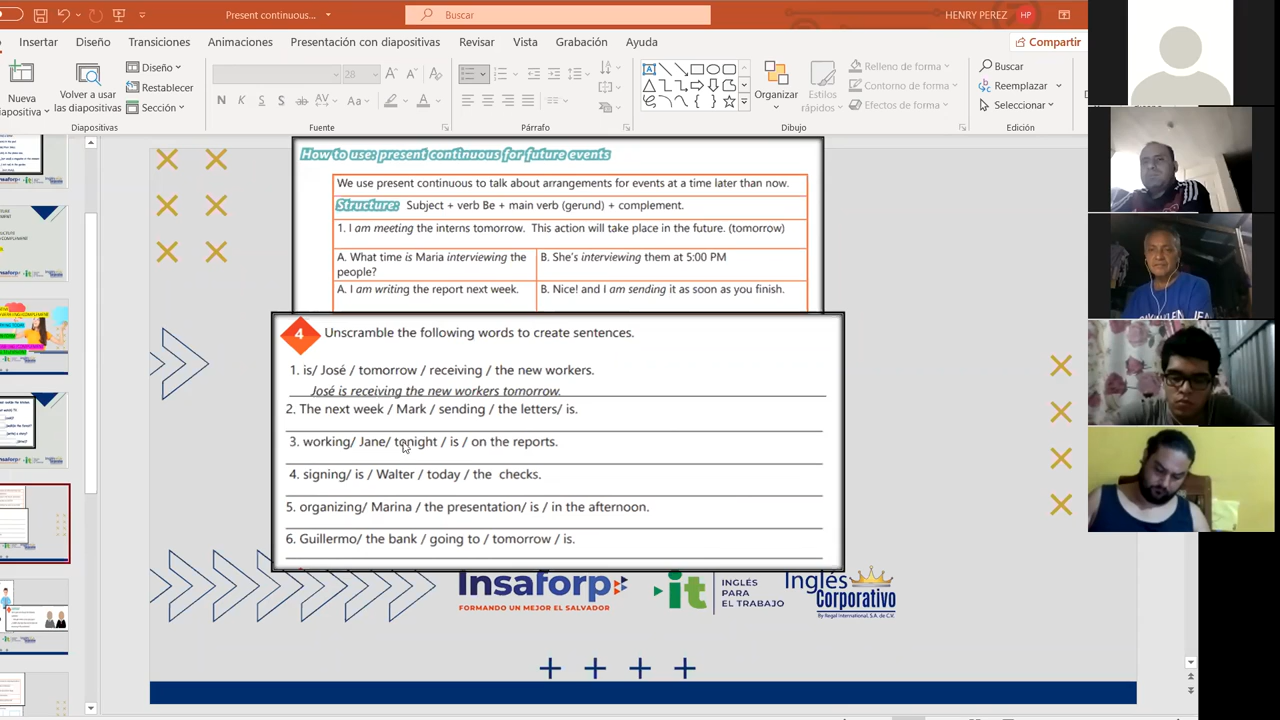 Present continuous...
Buscar
HENRY PEREZ
HP
Insertar
Diseño
Transiciones
Animaciones
Presentación con diapositivas
Revisar
Vista
Grabación
Ayuda
Compartir
Nueva
diapositiva
Volver a usar
las diapositivas
Diseño
Restablecer
Sección
28
N
K
S
S
ab
AV
Aa
A
Organizar
Estilos
rápidos
Relleno de forma
Contorno de forma
Efectos de forma
Buscar
Reemplazar
Seleccionar
Diapositivas
Fuente
Párrafo
Dibujo
Edición
How to use: present continuous for future events
We use present continuous to talk about arrangements for events at a time later than now.
Structure: Subject + verb Be + main verb (gerund) + complement.
1. I am meeting the interns tomorrow. This action will take place in the future. (tomorrow)
A. What time is Maria interviewing the people?
B. She's interviewing them at 5:00 PM
A. I am writing the report next week.
B. Nice! and I am sending it as soon as you finish.
4 Unscramble the following words to create sentences.
1. is/ José / tomorrow / receiving / the new workers.
José is receiving the new workers tomorrow.
2. The next week / Mark / sending / the letters/ is.
3. working/ Jane/ tonight / is / on the reports.
4. signing/ is / Walter / today / the checks.
5. organizing/ Marina / the presentation/ is / in the afternoon.
6. Guillermo/ the bank / going to / tomorrow / is.
Insaforp
FORMANDO UN MEJOR EL SALVADOR
it
INGLÉS
PARA
EL TRABAJO
Inglés
Corporativo
By Regal International, S.A. de C.V.